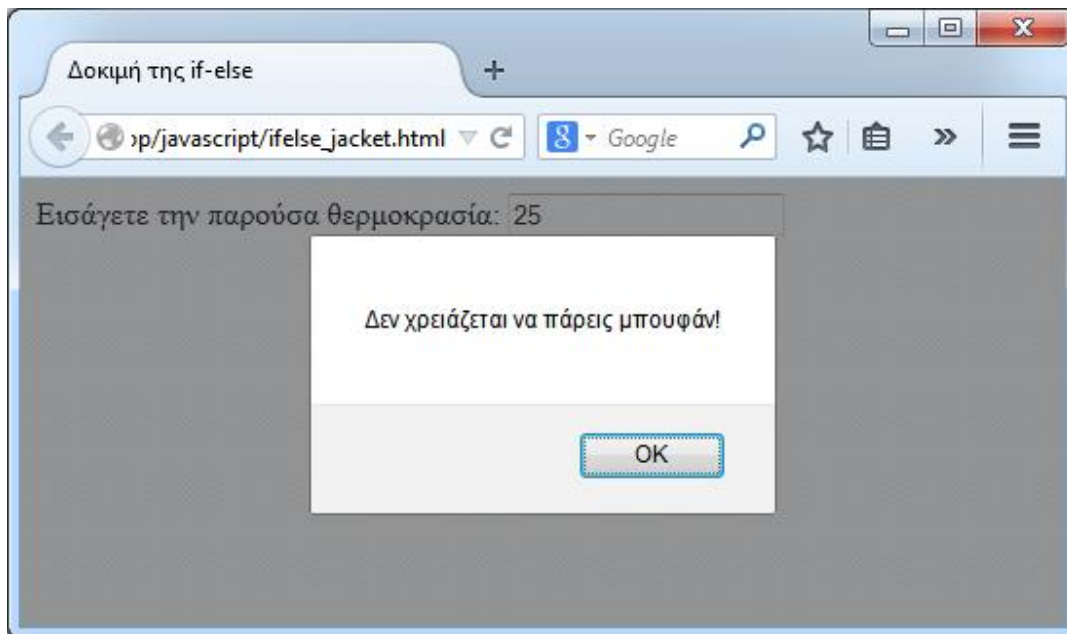 Δοκιμή της if-else
op/javascript/ifelse_jacket.html
Google
Εισάγετε την παρούσα θερμοκρασία: 25
Δεν χρειάζεται να πάρεις μπουφάν!
OK